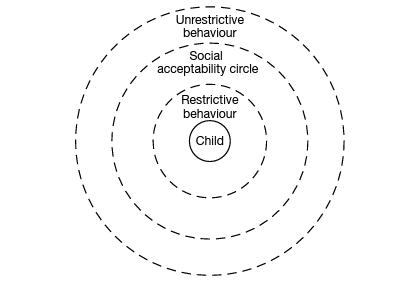 Unrestrictive
behaviour
Social
acceptability circle
Restrictive
behaviour
Child